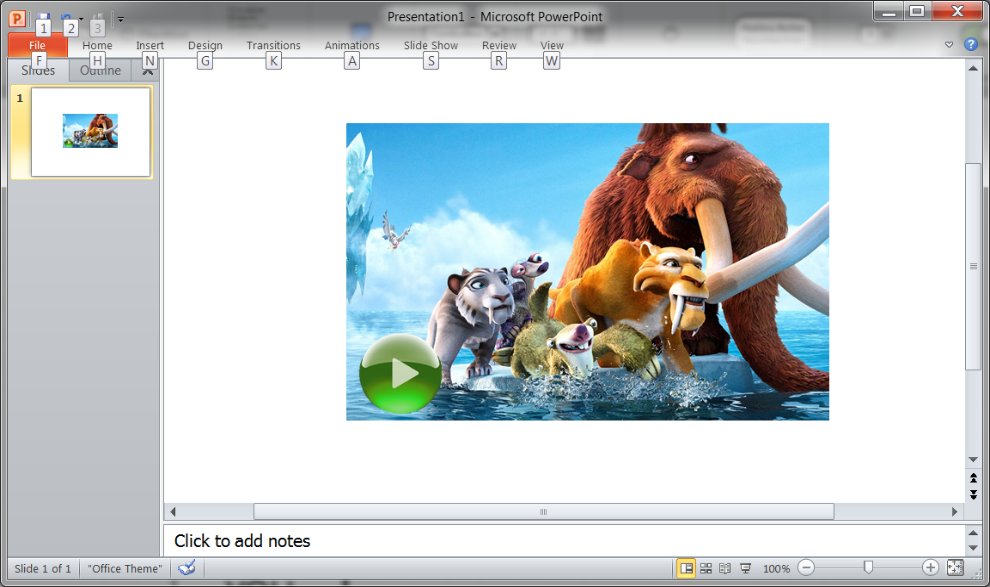 Presentation1 - Microsoft PowerPoint
1 2 3
File Home Insert Design Transitions Animations Slide Show Review View
F H N G K A S R W
Slides Outline
1
Click to add notes
Slide 1 of 1 "Office Theme" 100%